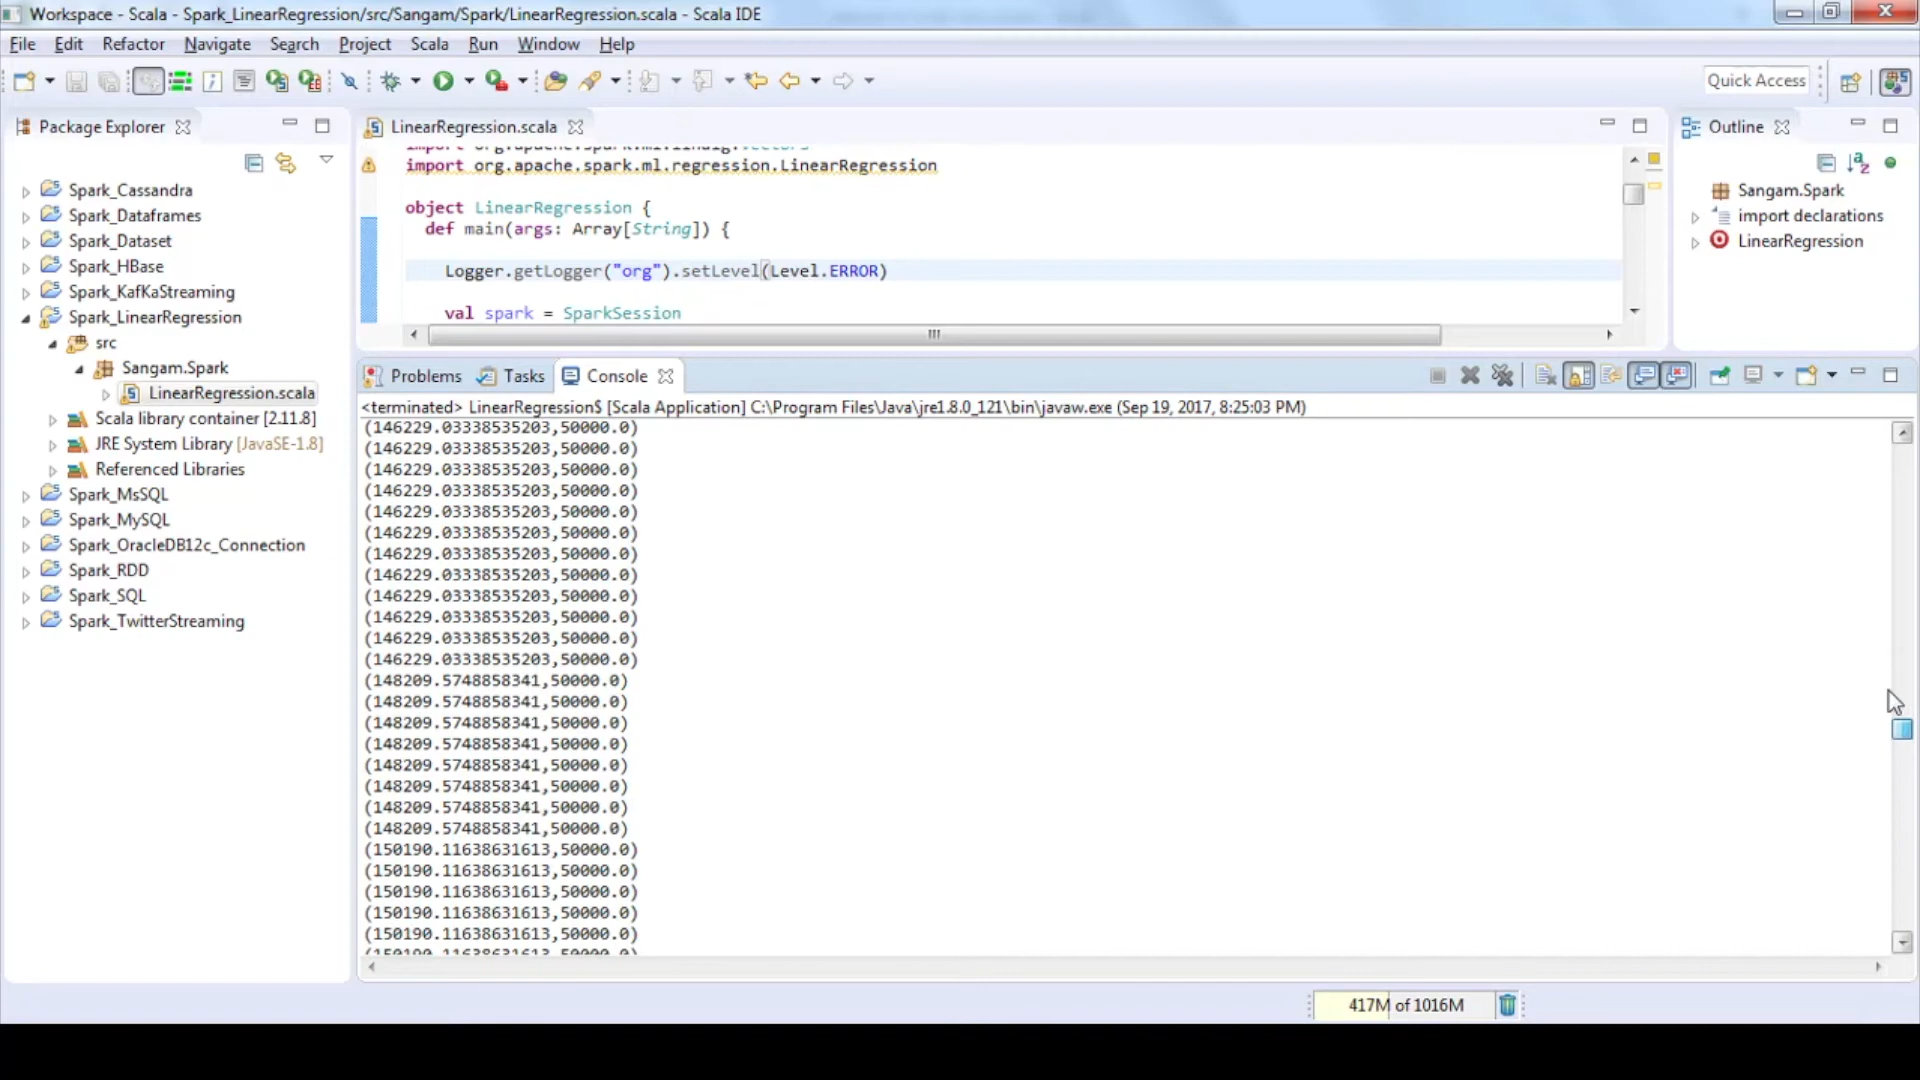 Workspace - Scala - Spark_LinearRegression/src/Sangam/Spark/LinearRegression.scala - Scala IDE
File Edit Refactor Navigate Search Project Scala Run Window Help
Quick Access
Package Explorer
Spark_Cassandra
Spark_Dataframes
Spark_Dataset
Spark_HBase
Spark_KafKaStreaming
Spark_LinearRegression
src
Sangam.Spark
LinearRegression.scala
Scala library container [2.11.8]
JRE System Library [JavaSE-1.8]
Referenced Libraries
Spark_MsSQL
Spark_MySQL
Spark_OracleDB12c_Connection
Spark_RDD
Spark_SQL
Spark_TwitterStreaming
LinearRegression.scala
import org.apache.spark.ml.linalg.Vectors
import org.apache.spark.ml.regression.LinearRegression
object LinearRegression {
def main(args: Array[String]) {
Logger.getLogger("org").setLevel(Level.ERROR)
val spark = SparkSession
Outline
Sangam.Spark
import declarations
LinearRegression
Problems Tasks Console
<terminated> LinearRegression$ [Scala Application] C:\Program Files\Java\jre1.8.0_121\bin\javaw.exe (Sep 19, 2017, 8:25:03 PM)
(146229.03338535203,50000.0)
(146229.03338535203,50000.0)
(146229.03338535203,50000.0)
(146229.03338535203,50000.0)
(146229.03338535203,50000.0)
(146229.03338535203,50000.0)
(146229.03338535203,50000.0)
(146229.03338535203,50000.0)
(146229.03338535203,50000.0)
(146229.03338535203,50000.0)
(146229.03338535203,50000.0)
(146229.03338535203,50000.0)
(148209.5748858341,50000.0)
(148209.5748858341,50000.0)
(148209.5748858341,50000.0)
(148209.5748858341,50000.0)
(148209.5748858341,50000.0)
(148209.5748858341,50000.0)
(148209.5748858341,50000.0)
(148209.5748858341,50000.0)
(150190.11638631613,50000.0)
(150190.11638631613,50000.0)
(150190.11638631613,50000.0)
(150190.11638631613,50000.0)
(150190.11638631613,50000.0)
(150190.11638631613,50000.0)
417M of 1016M